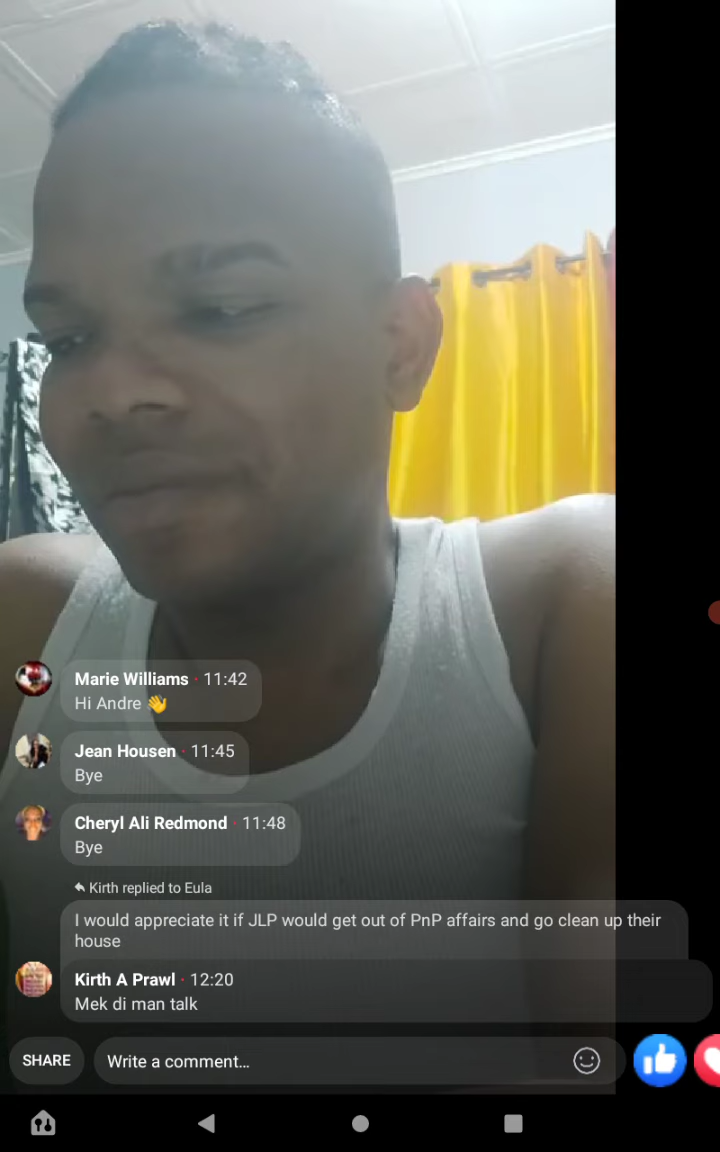 Marie Williams · 11:42
Hi Andre 👋
Jean Housen · 11:45
Bye
Cheryl Ali Redmond · 11:48
Bye
Kirth replied to Eula
I would appreciate it if JLP would get out of PnP affairs and go clean up their
house
Kirth A Prawl · 12:20
Mek di man talk
SHARE
Write a comment...